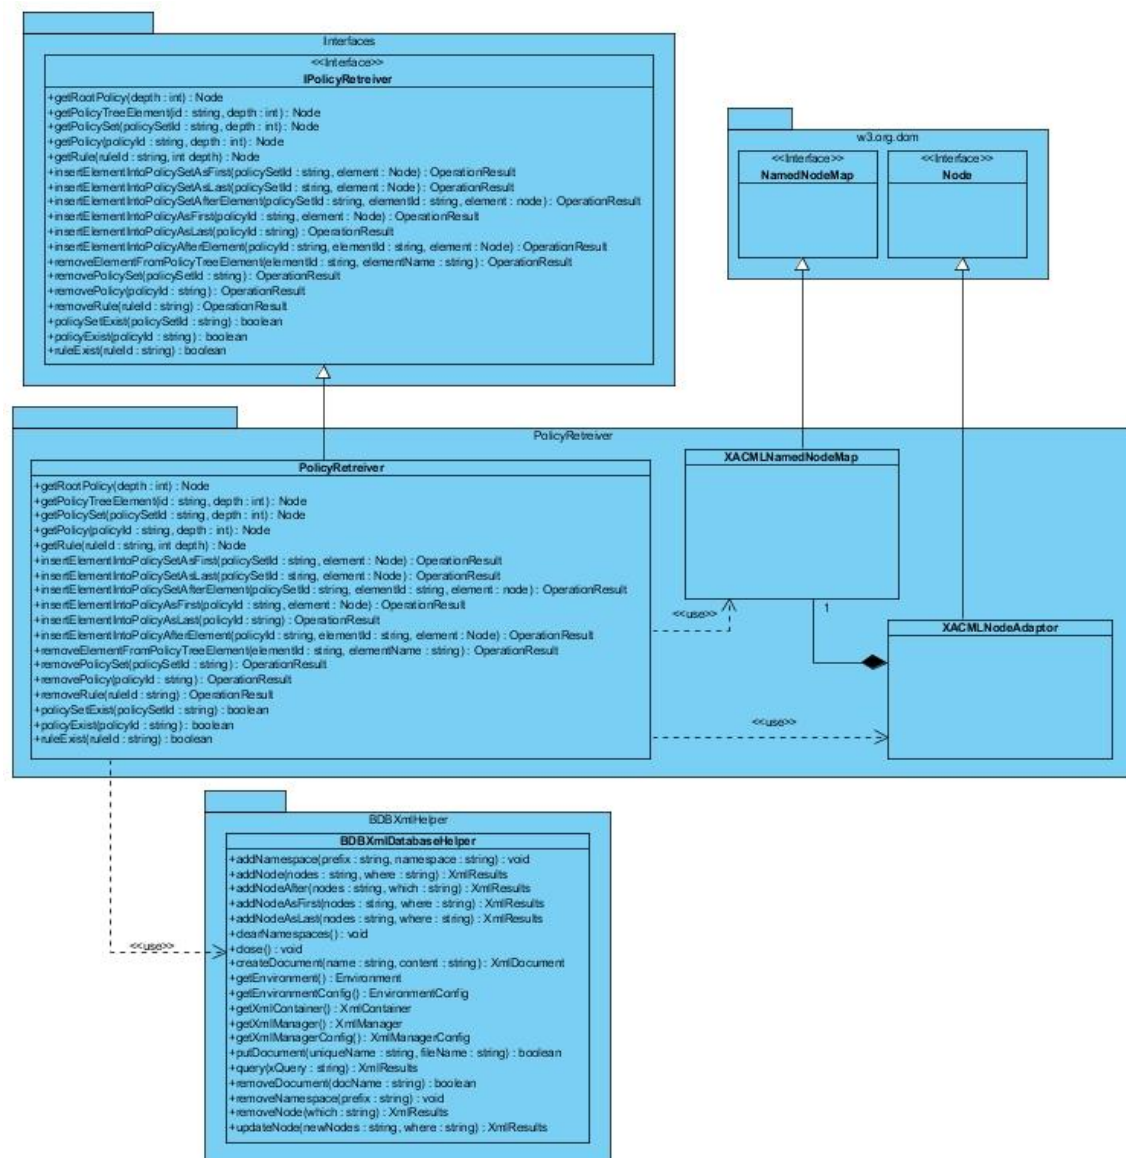 Interfaces
<<Interface>>
IPolicyRetreiver
+getRootPolicy(depth : int) : Node
+getPolicyTreeElement(id : string, depth : int) : Node
+getPolicySet(policySetId : string, depth : int) : Node
+getPolicy(policyId : string, depth : int) : Node
+getRule(ruleId : string, int depth) : Node
+insertElementIntoPolicySetAsFirst(policySetId : string, element : Node) : OperationResult
+insertElementIntoPolicySetAsLast(policySetId : string, element : Node) : OperationResult
+insertElementIntoPolicySetAfterElement(policySetId : string, elementId : string, element : node) : OperationResult
+insertElementIntoPolicyAsFirst(policyId : string, element : Node) : OperationResult
+insertElementIntoPolicyAsLast(policyId : string) : OperationResult
+insertElementIntoPolicyAfterElement(policyId : string, elementId : string, element : Node) : OperationResult
+removeElementFromPolicyTreeElement(elementId : string, elementName : string) : OperationResult
+removePolicySet(policySetId : string) : OperationResult
+removePolicy(policyId : string) : OperationResult
+removeRule(ruleId : string) : OperationResult
+policySetExist(policySetId : string) : boolean
+policyExist(policyId : string) : boolean
+ruleExist(ruleId : string) : boolean
w3.org.dom
<<Interface>>
NamedNodeMap
<<Interface>>
Node
PolicyRetreiver
PolicyRetreiver
+getRootPolicy(depth : int) : Node
+getPolicyTreeElement(id : string, depth : int) : Node
+getPolicySet(policySetId : string, depth : int) : Node
+getPolicy(policyId : string, depth : int) : Node
+getRule(ruleId : string, int depth) : Node
+insertElementIntoPolicySetAsFirst(policySetId : string, element : Node) : OperationResult
+insertElementIntoPolicySetAsLast(policySetId : string, element : Node) : OperationResult
+insertElementIntoPolicySetAfterElement(policySetId : string, elementId : string, element : node) : OperationResult
+insertElementIntoPolicyAsFirst(policyId : string, element : Node) : OperationResult
+insertElementIntoPolicyAsLast(policyId : string) : OperationResult
+insertElementIntoPolicyAfterElement(policyId : string, elementId : string, element : Node) : OperationResult
+removeElementFromPolicyTreeElement(elementId : string, elementName : string) : OperationResult
+removePolicySet(policySetId : string) : OperationResult
+removePolicy(policyId : string) : OperationResult
+removeRule(ruleId : string) : OperationResult
+policySetExist(policySetId : string) : boolean
+policyExist(policyId : string) : boolean
+ruleExist(ruleId : string) : boolean
XACMLNamedNodeMap
<<use>>
1
XACMLNodeAdaptor
<<use>>
<<use>>
BDBXmlHelper
BDBXmlDatabaseHelper
+addNamespace(prefix : string, namespace : string) : void
+addNode(nodes : string, where : string) : XmlResults
+addNodeAfter(nodes : string, which : string) : XmlResults
+addNodeAsFirst(nodes : string, where : string) : XmlResults
+addNodeAsLast(nodes : string, where : string) : XmlResults
+clearNamespaces() : void
+close() : void
+createDocument(name : string, content : string) : XmlDocument
+getEnvironment() : Environment
+getEnvironmentConfig() : EnvironmentConfig
+getXmlContainer() : XmlContainer
+getXmlManager() : XmlManager
+getXmlManagerConfig() : XmlManagerConfig
+putDocument(uniqueName : string, fileName : string) : boolean
+query(xQuery : string) : XmlResults
+removeDocument(docName : string) : boolean
+removeNamespace(prefix : string) : void
+removeNode(which : string) : XmlResults
+updateNode(newNodes : string, where : string) : XmlResults